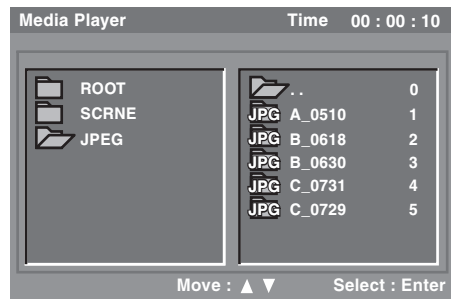 Media Player Time 00 : 00 : 10
ROOT
SCRNE
JPEG
. . 0
JPG A_0510 1
JPG B_0618 2
JPG B_0630 3
JPG C_0731 4
JPG C_0729 5
Move : ▲ ▼ Select : Enter